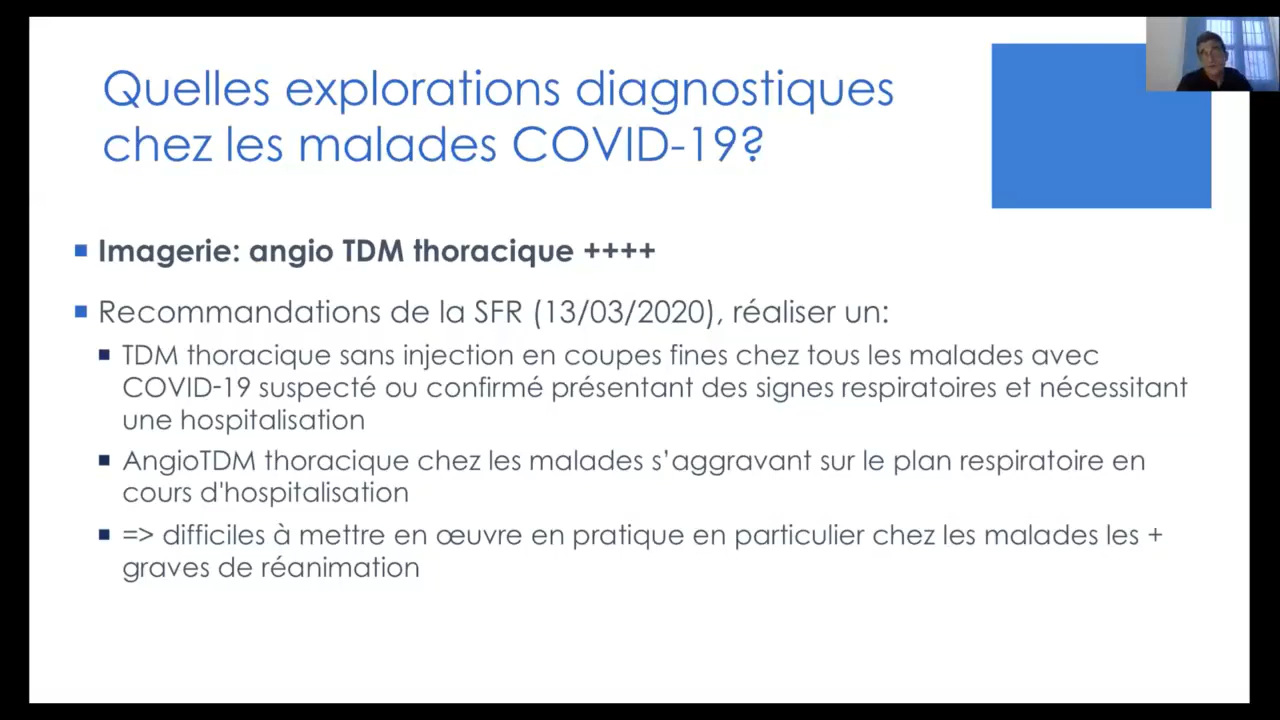 Quelles explorations diagnostiques
chez les malades COVID-19?
Imagerie: angio TDM thoracique ++++
Recommandations de la SFR (13/03/2020), réaliser un:
TDM thoracique sans injection en coupes fines chez tous les malades avec
COVID-19 suspecté ou confirmé présentant des signes respiratoires et nécessitant
une hospitalisation
AngioTDM thoracique chez les malades s’aggravant sur le plan respiratoire en
cours d'hospitalisation
=> difficiles à mettre en œuvre en pratique en particulier chez les malades les +
graves de réanimation